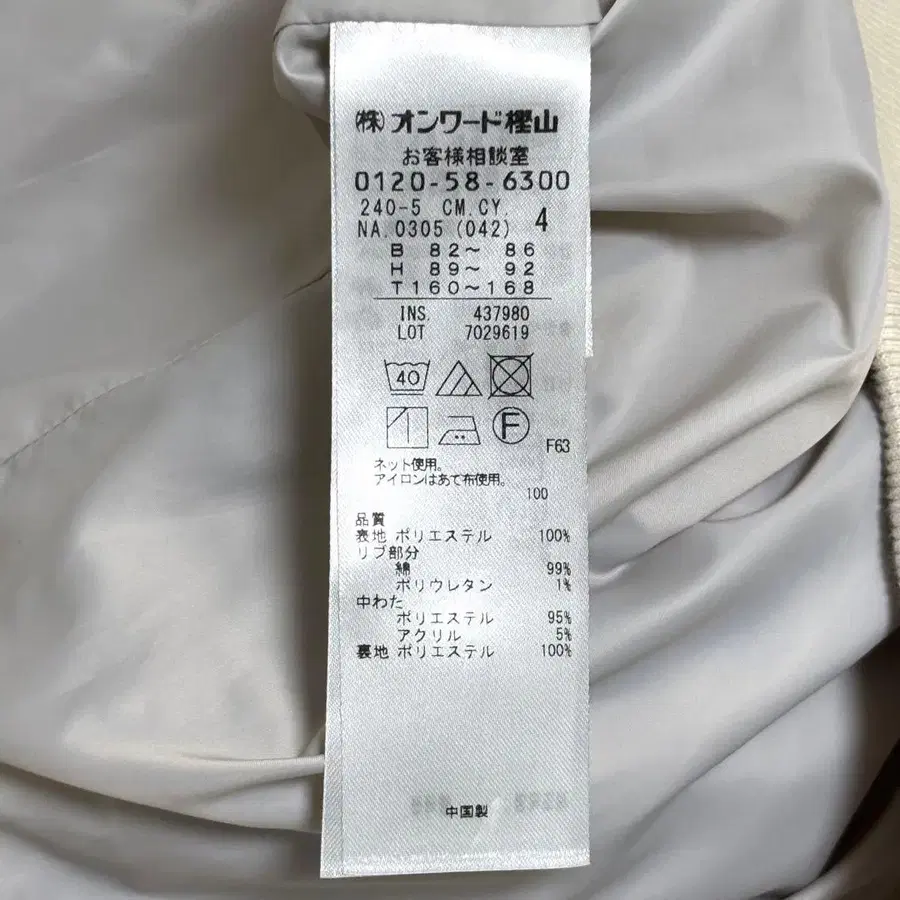 ㈱オンワード樫山
お客様相談室
0120-58-6300
240-5 CM.CY. 4
NA.0305(042)
B 82～ 86
H 89～ 92
T160～168
INS. 437980
LOT 7029619
40
F
F63
ネット使用。
アイロンはあて布使用。
100
品質
表地 ポリエステル 100%
リブ部分
綿 99%
ポリウレタン 1%
中わた
ポリエステル 95%
アクリル 5%
裏地 ポリエステル 100%
中国製